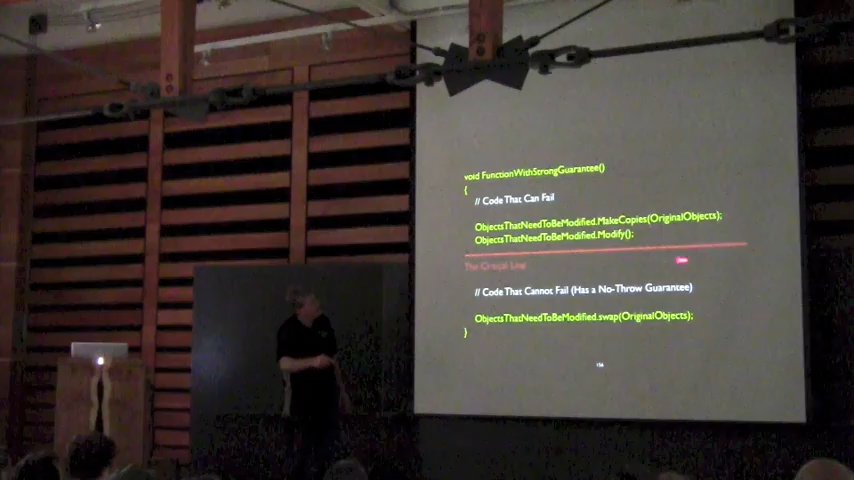 void FunctionWithStrongGuarantee()
{
// Code That Can Fail
ObjectsThatNeedToBeModified.MakeCopies(OriginalObjects);
ObjectsThatNeedToBeModified.Modify();
The Critical Line
// Code That Cannot Fail (Has a No-Throw Guarantee)
ObjectsThatNeedToBeModified.swap(OriginalObjects);
}